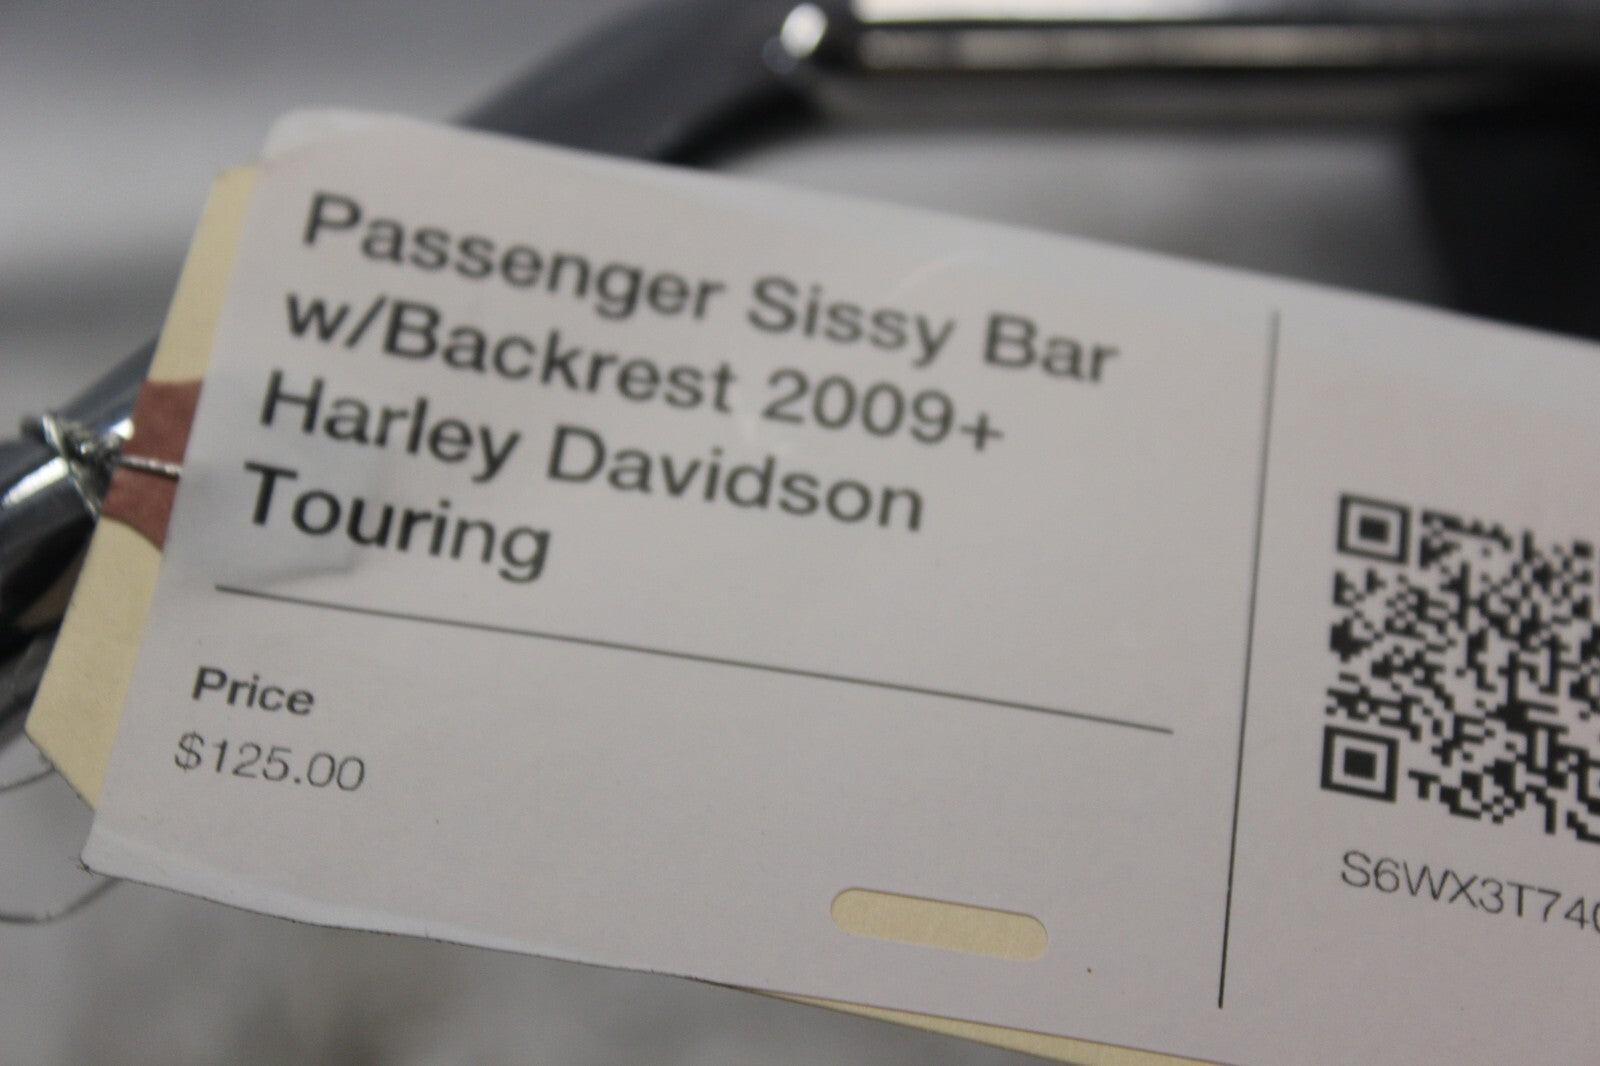 Passenger Sissy Bar
w/Backrest 2009+
Harley Davidson
Touring
Price
$125.00
S6WX3T74